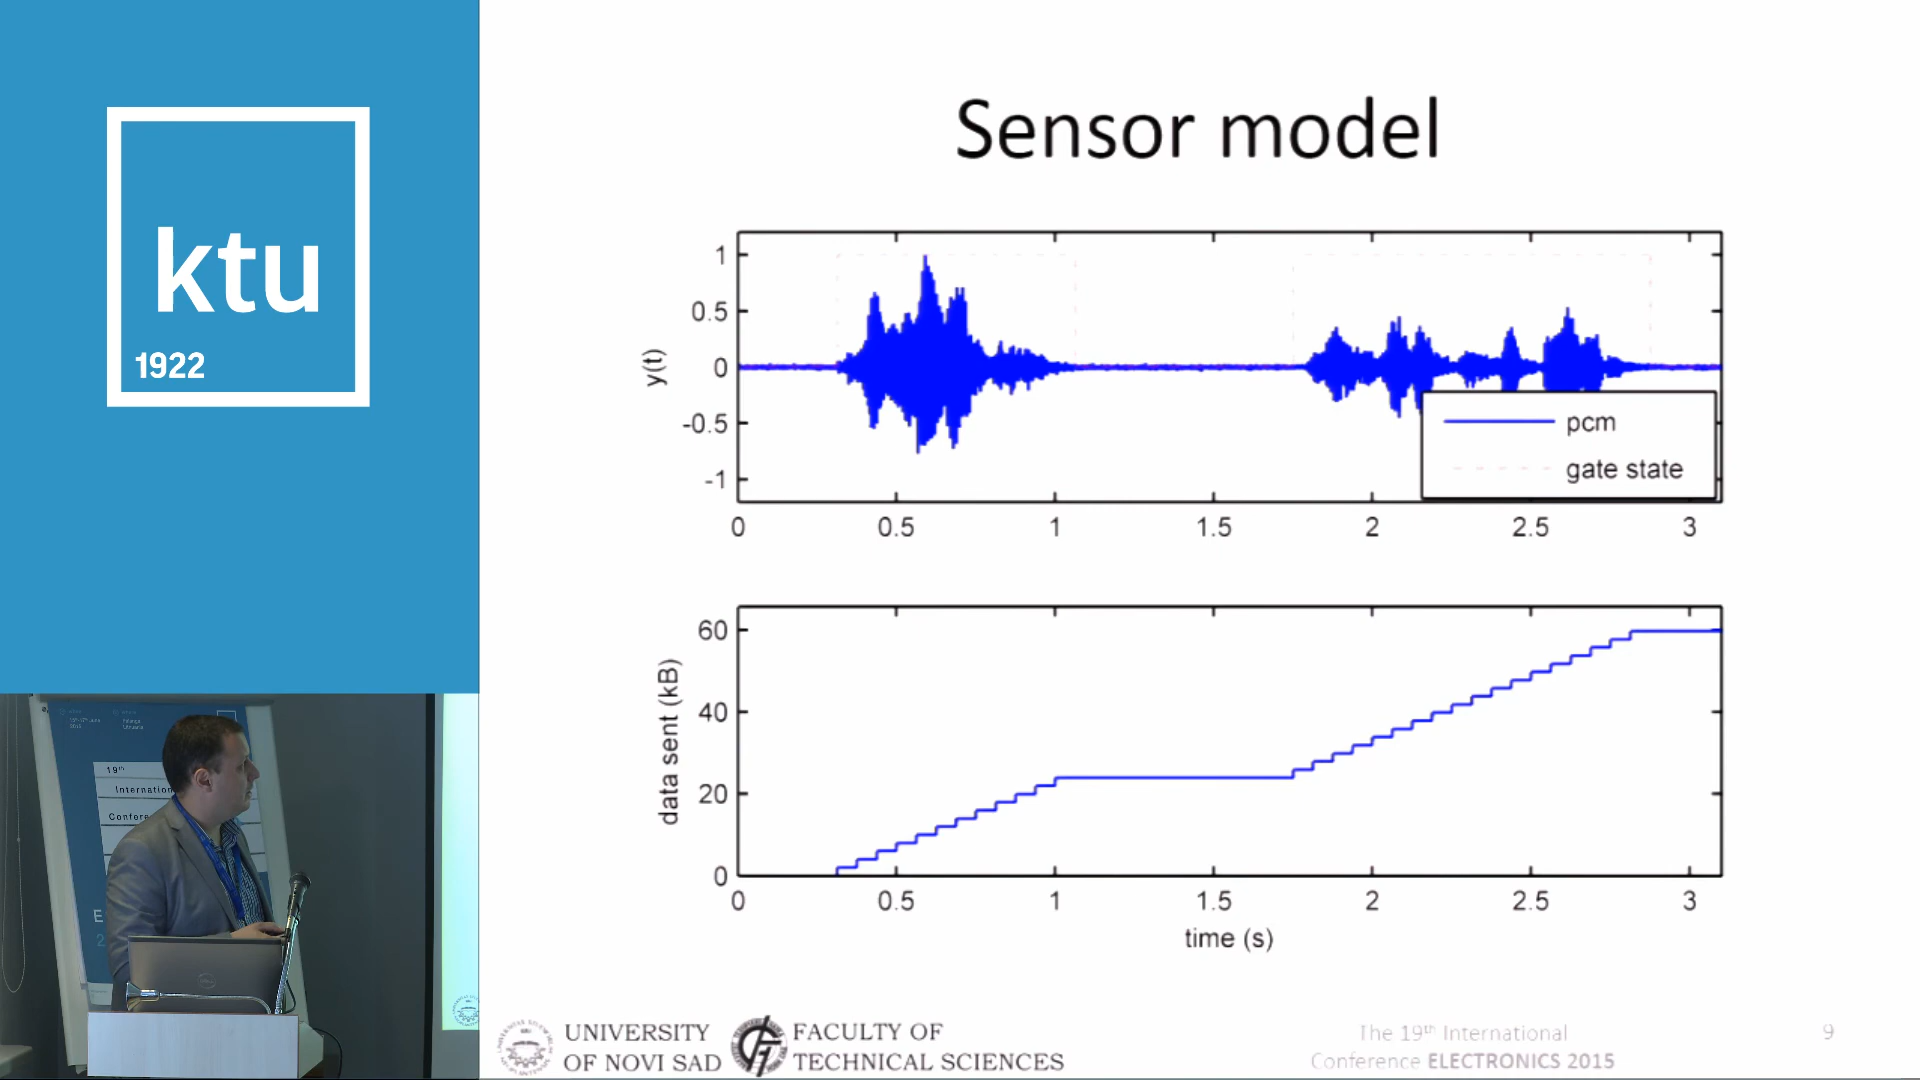 ktu
1922
Sensor model
1
0.5
0
-0.5
-1
y(t)
pcm
gate state
0 0.5 1 1.5 2 2.5 3
60
40
20
0
data sent (kB)
0 0.5 1 1.5 2 2.5 3
time (s)
19th
Internation
Confere
E
2
UNIVERSITY
OF NOVI SAD
FACULTY OF
TECHNICAL SCIENCES
The 19th International
Conference ELECTRONICS 2015
9